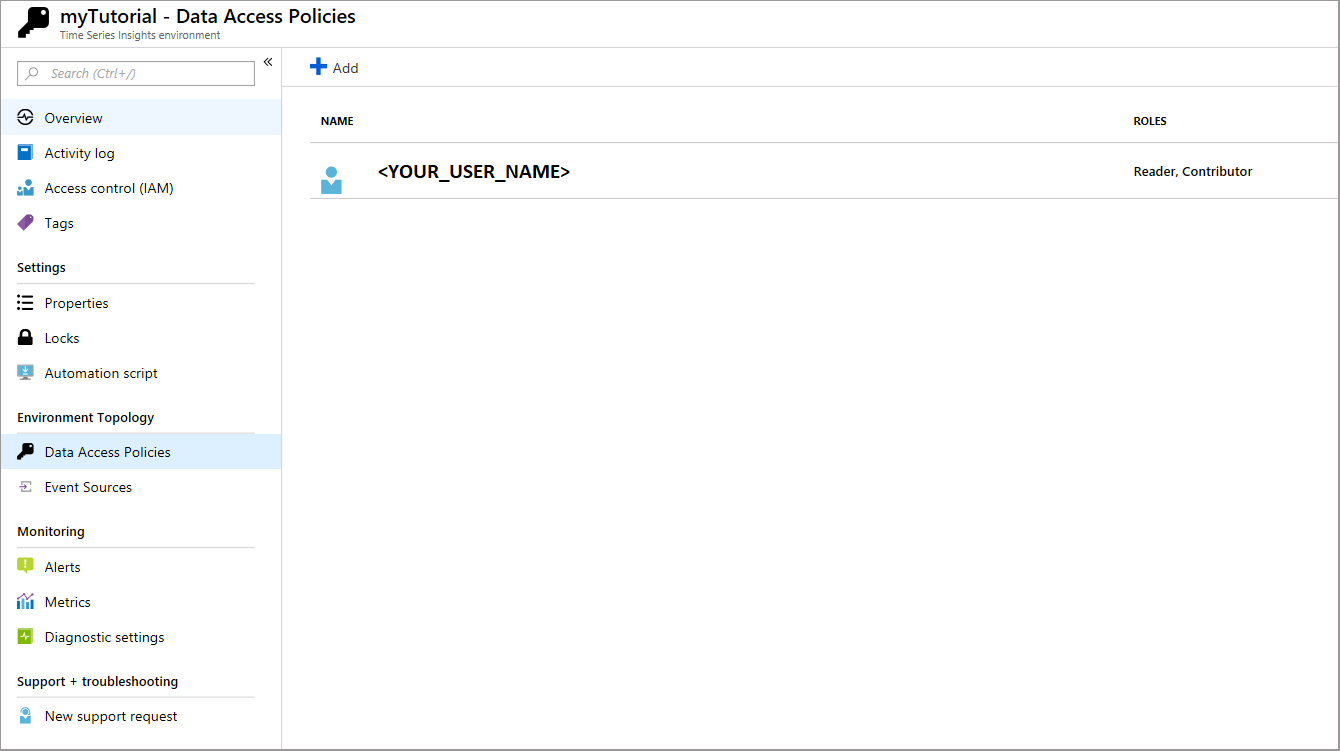 myTutorial - Data Access Policies
Time Series Insights environment
Search (Ctrl+/)
«
Add
Overview
Activity log
Access control (IAM)
Tags
Settings
Properties
Locks
Automation script
Environment Topology
Data Access Policies
Event Sources
Monitoring
Alerts
Metrics
Diagnostic settings
Support + troubleshooting
New support request
NAME ROLES
<YOUR_USER_NAME> Reader, Contributor